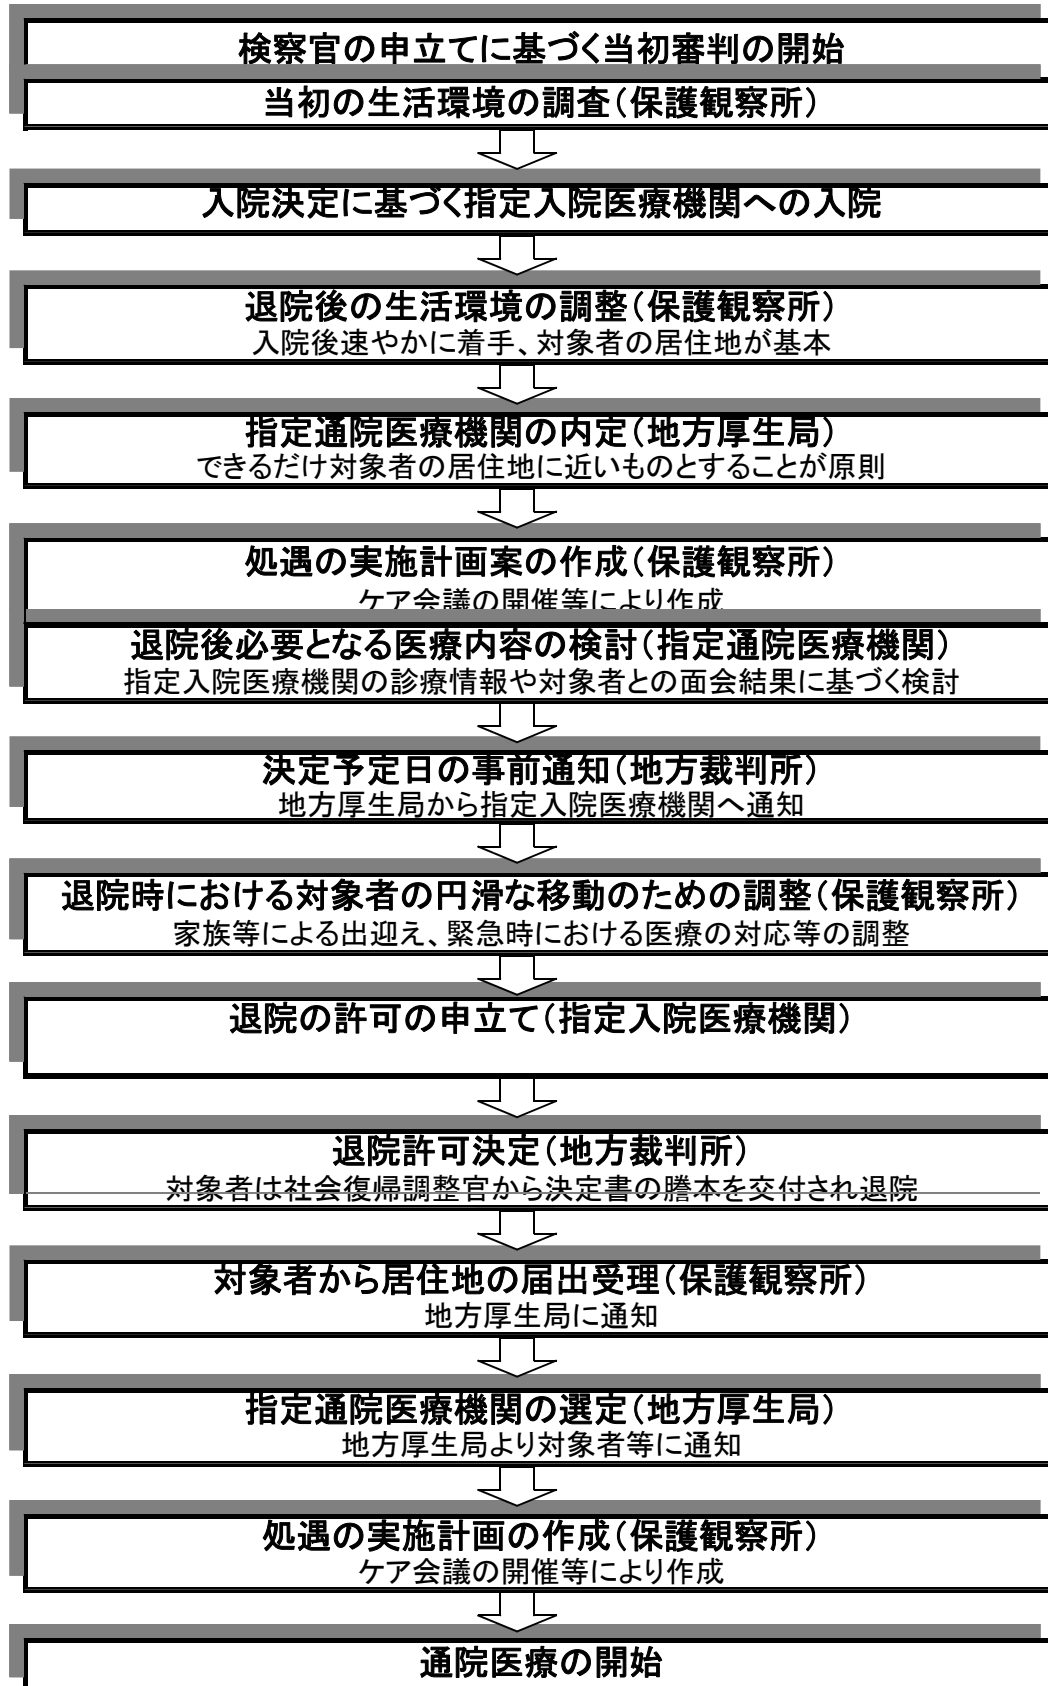 検察官の申立てに基づく当初審判の開始
当初の生活環境の調査(保護観察所)
入院決定に基づく指定入院医療機関への入院
退院後の生活環境の調整(保護観察所)
入院後速やかに着手、対象者の居住地が基本
指定通院医療機関の内定(地方厚生局)
できるだけ対象者の居住地に近いものとすることが原則
処遇の実施計画案の作成(保護観察所)
ケア会議の開催等により作成
退院後必要となる医療内容の検討(指定通院医療機関)
指定入院医療機関の診療情報や対象者との面会結果に基づく検討
決定予定日の事前通知(地方裁判所)
地方厚生局から指定入院医療機関へ通知
退院時における対象者の円滑な移動のための調整(保護観察所)
家族等による出迎え、緊急時における医療の対応等の調整
退院の許可の申立て(指定入院医療機関)
退院許可決定(地方裁判所)
対象者は社会復帰調整官から決定書の謄本を交付され退院
対象者から居住地の届出受理(保護観察所)
地方厚生局に通知
指定通院医療機関の選定(地方厚生局)
地方厚生局より対象者等に通知
処遇の実施計画の作成(保護観察所)
ケア会議の開催等により作成
通院医療の開始